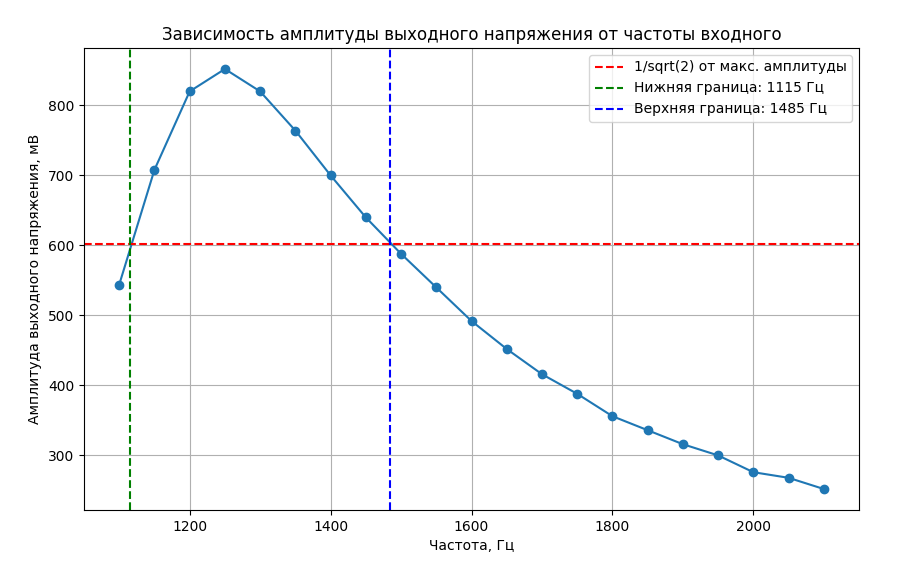 Зависимость амплитуды выходного напряжения от частоты входного
1/sqrt(2) от макс. амплитуды
Нижняя граница: 1115 Гц
Верхняя граница: 1485 Гц
Амплитуда выходного напряжения, мВ
800
700
600
500
400
300
1200 1400 1600 1800 2000
Частота, Гц